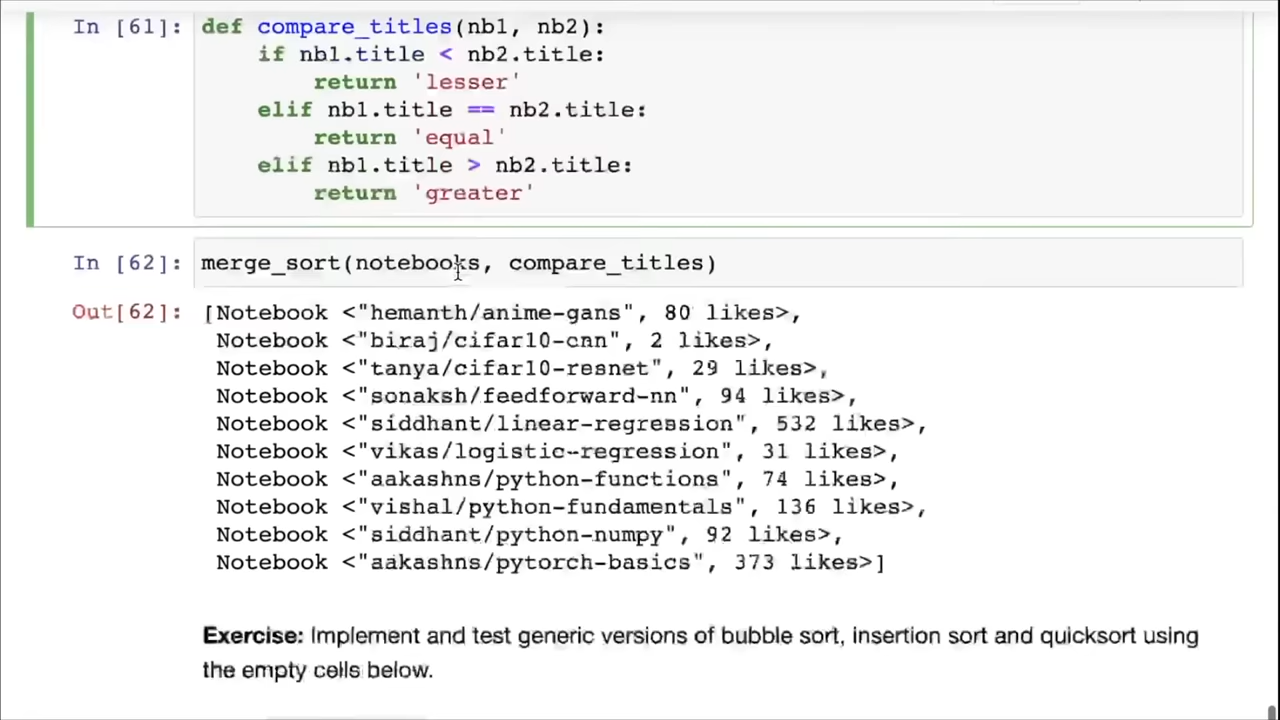 In [61]: def compare_titles(nb1, nb2):
    if nb1.title < nb2.title:
        return 'lesser'
    elif nb1.title == nb2.title:
        return 'equal'
    elif nb1.title > nb2.title:
        return 'greater'
In [62]: merge_sort(notebooks, compare_titles)
Out[62]: [Notebook <"hemanth/anime-gans", 80 likes>,
 Notebook <"biraj/cifar10-cnn", 2 likes>,
 Notebook <"tanya/cifar10-resnet", 29 likes>,
 Notebook <"sonaksh/feedforward-nn", 94 likes>,
 Notebook <"siddhant/linear-regression", 532 likes>,
 Notebook <"vikas/logistic-regression", 31 likes>,
 Notebook <"aakashns/python-functions", 74 likes>,
 Notebook <"vishal/python-fundamentals", 136 likes>,
 Notebook <"siddhant/python-numpy", 92 likes>,
 Notebook <"aakashns/pytorch-basics", 373 likes>]
Exercise: Implement and test generic versions of bubble sort, insertion sort and quicksort using
the empty cells below.